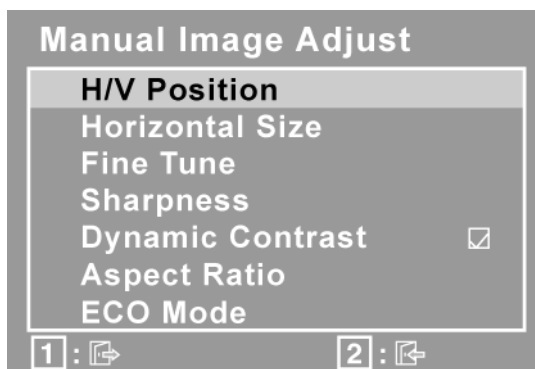 Manual Image Adjust
H/V Position
Horizontal Size
Fine Tune
Sharpness
Dynamic Contrast
Aspect Ratio
ECO Mode
1: 2: